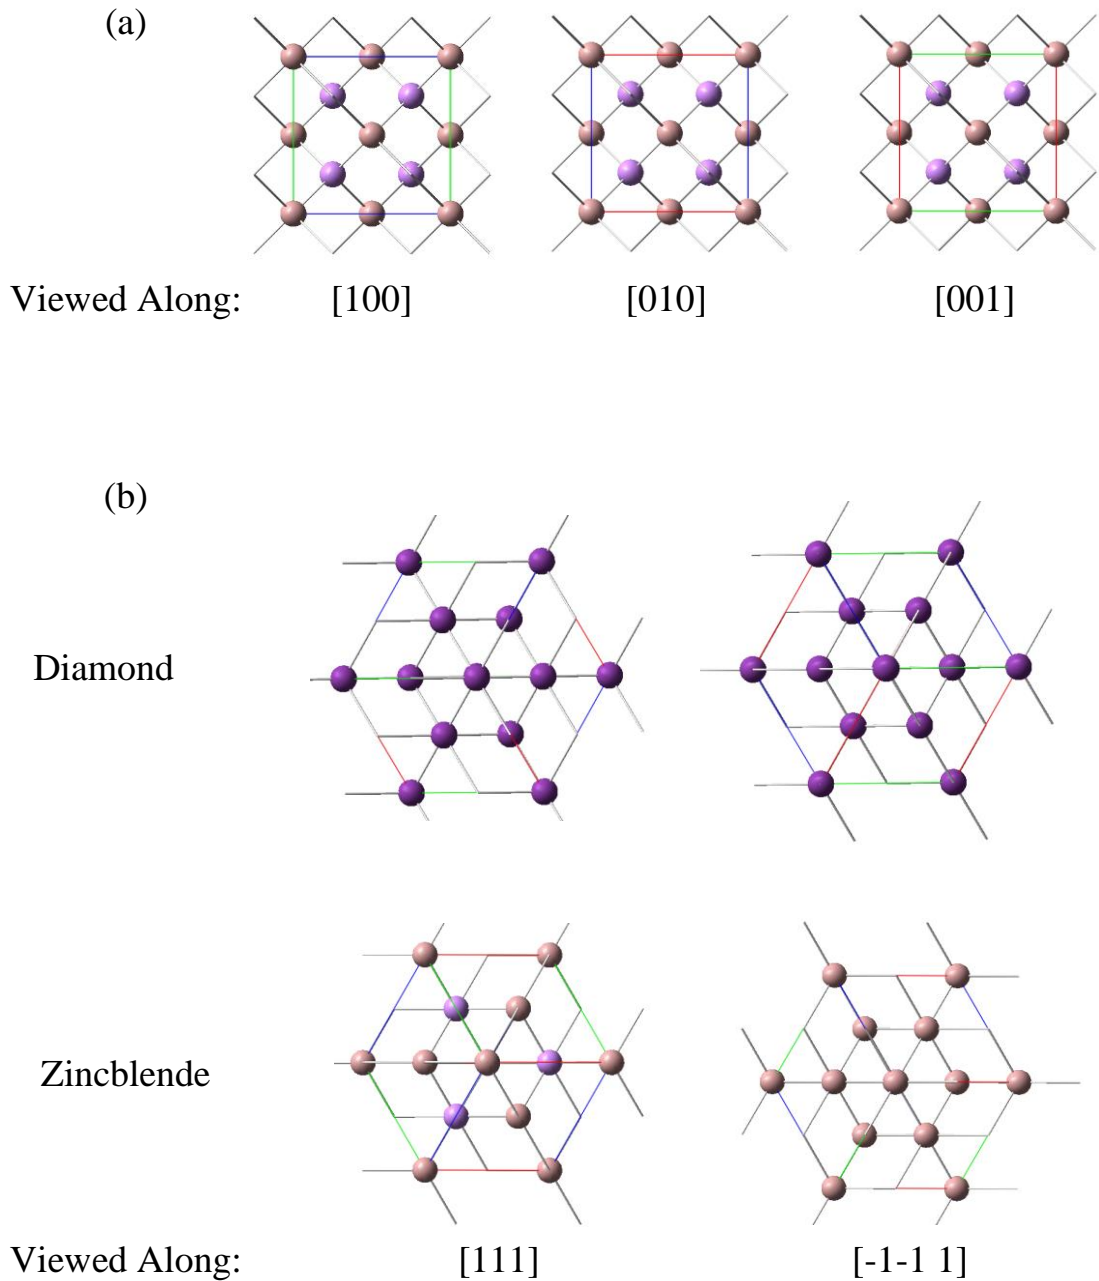 (a)
Viewed Along: [100] [010] [001]
(b)
Diamond
Zincblende
Viewed Along: [111] [-1-1 1]